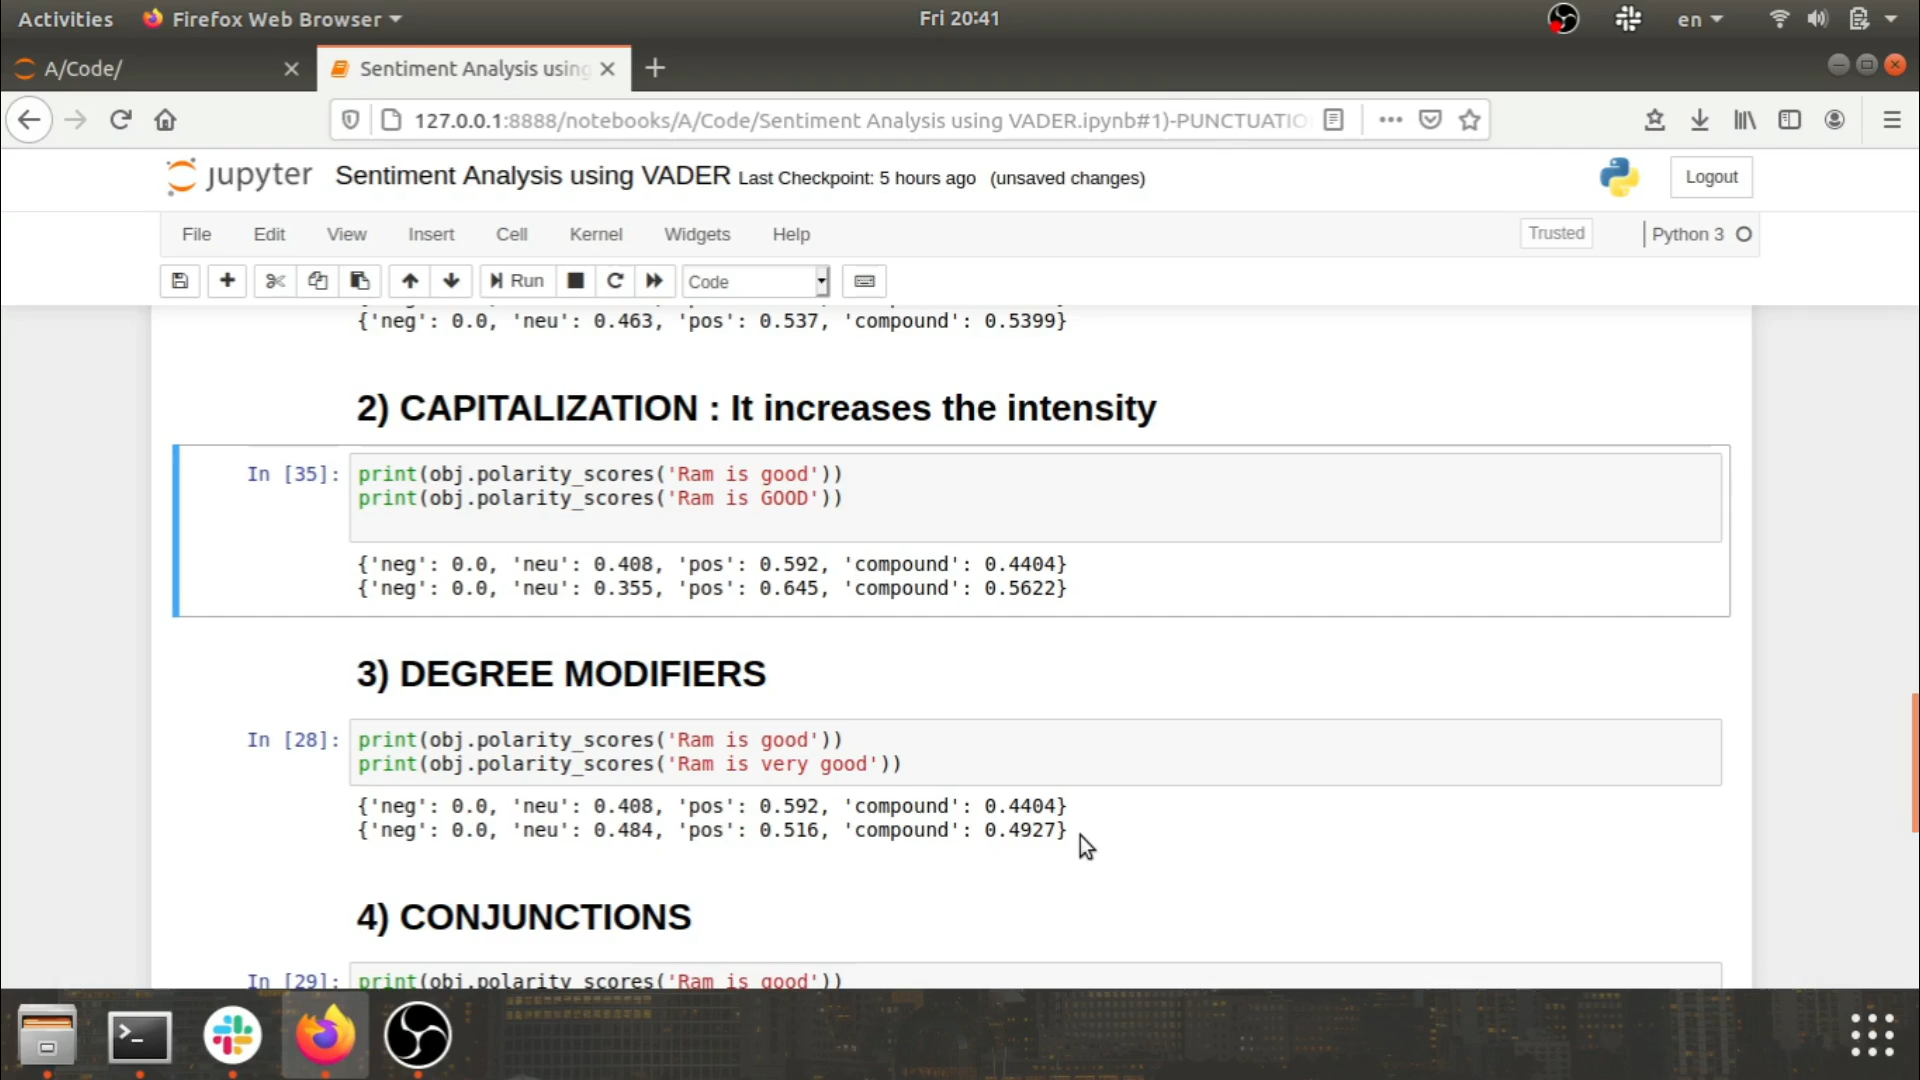 Activities Firefox Web Browser Fri 20:41 en
A/Code/ Sentiment Analysis using
127.0.0.1:8888/notebooks/A/Code/Sentiment Analysis using VADER.ipynb#1)-PUNCTUATIO
jupyter Sentiment Analysis using VADER Last Checkpoint: 5 hours ago (unsaved changes) Logout
File Edit View Insert Cell Kernel Widgets Help Trusted Python 3
Run Code
{'neg': 0.0, 'neu': 0.463, 'pos': 0.537, 'compound': 0.5399}
2) CAPITALIZATION : It increases the intensity
In [35]: print(obj.polarity_scores('Ram is good'))
print(obj.polarity_scores('Ram is GOOD'))
{'neg': 0.0, 'neu': 0.408, 'pos': 0.592, 'compound': 0.4404}
{'neg': 0.0, 'neu': 0.355, 'pos': 0.645, 'compound': 0.5622}
3) DEGREE MODIFIERS
In [28]: print(obj.polarity_scores('Ram is good'))
print(obj.polarity_scores('Ram is very good'))
{'neg': 0.0, 'neu': 0.408, 'pos': 0.592, 'compound': 0.4404}
{'neg': 0.0, 'neu': 0.484, 'pos': 0.516, 'compound': 0.4927}
4) CONJUNCTIONS
In [29]: print(obj.polarity_scores('Ram is good'))